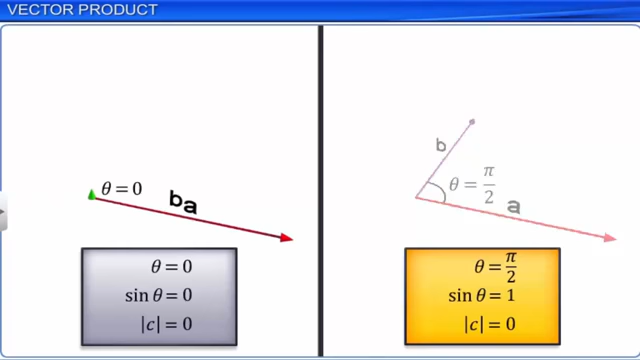 VECTOR PRODUCT
θ = 0
b a
θ = 0
sin θ = 0
|c| = 0
b
θ = π/2
a
θ = π/2
sin θ = 1
|c| = 0